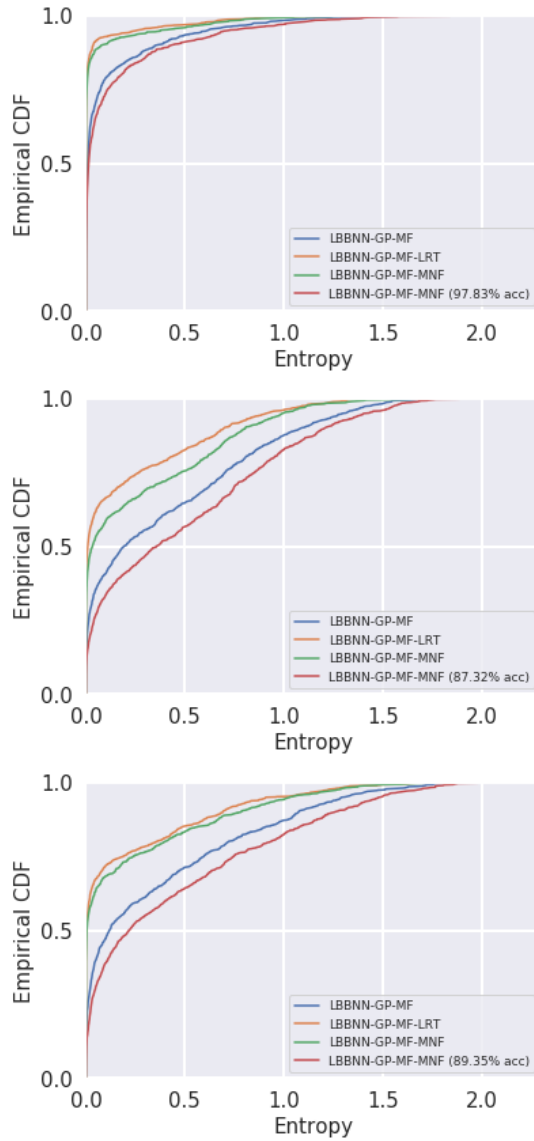 1.0
Empirical CDF
0.5
LBBNN-GP-MF
LBBNN-GP-MF-LRT
LBBNN-GP-MF-MNF
LBBNN-GP-MF-MNF (97.83% acc)
0.0
0.0 0.5 1.0 1.5 2.0
Entropy
1.0
Empirical CDF
0.5
LBBNN-GP-MF
LBBNN-GP-MF-LRT
LBBNN-GP-MF-MNF
LBBNN-GP-MF-MNF (87.32% acc)
0.0
0.0 0.5 1.0 1.5 2.0
Entropy
1.0
Empirical CDF
0.5
LBBNN-GP-MF
LBBNN-GP-MF-LRT
LBBNN-GP-MF-MNF
LBBNN-GP-MF-MNF (89.35% acc)
0.0
0.0 0.5 1.0 1.5 2.0
Entropy